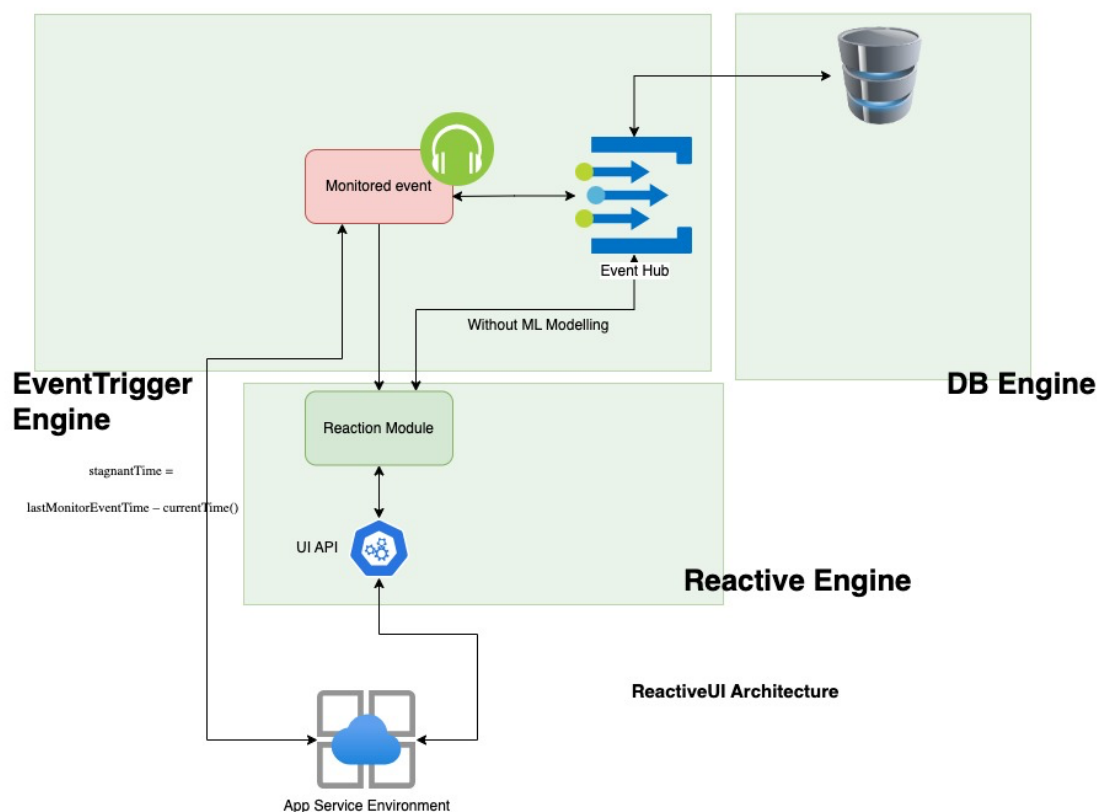 Monitored event
Event Hub
Without ML Modelling
EventTrigger
Engine
DB Engine
Reaction Module
stagnantTime =
lastMonitorEventTime – currentTime()
UI API
Reactive Engine
ReactiveUI Architecture
App Service Environment